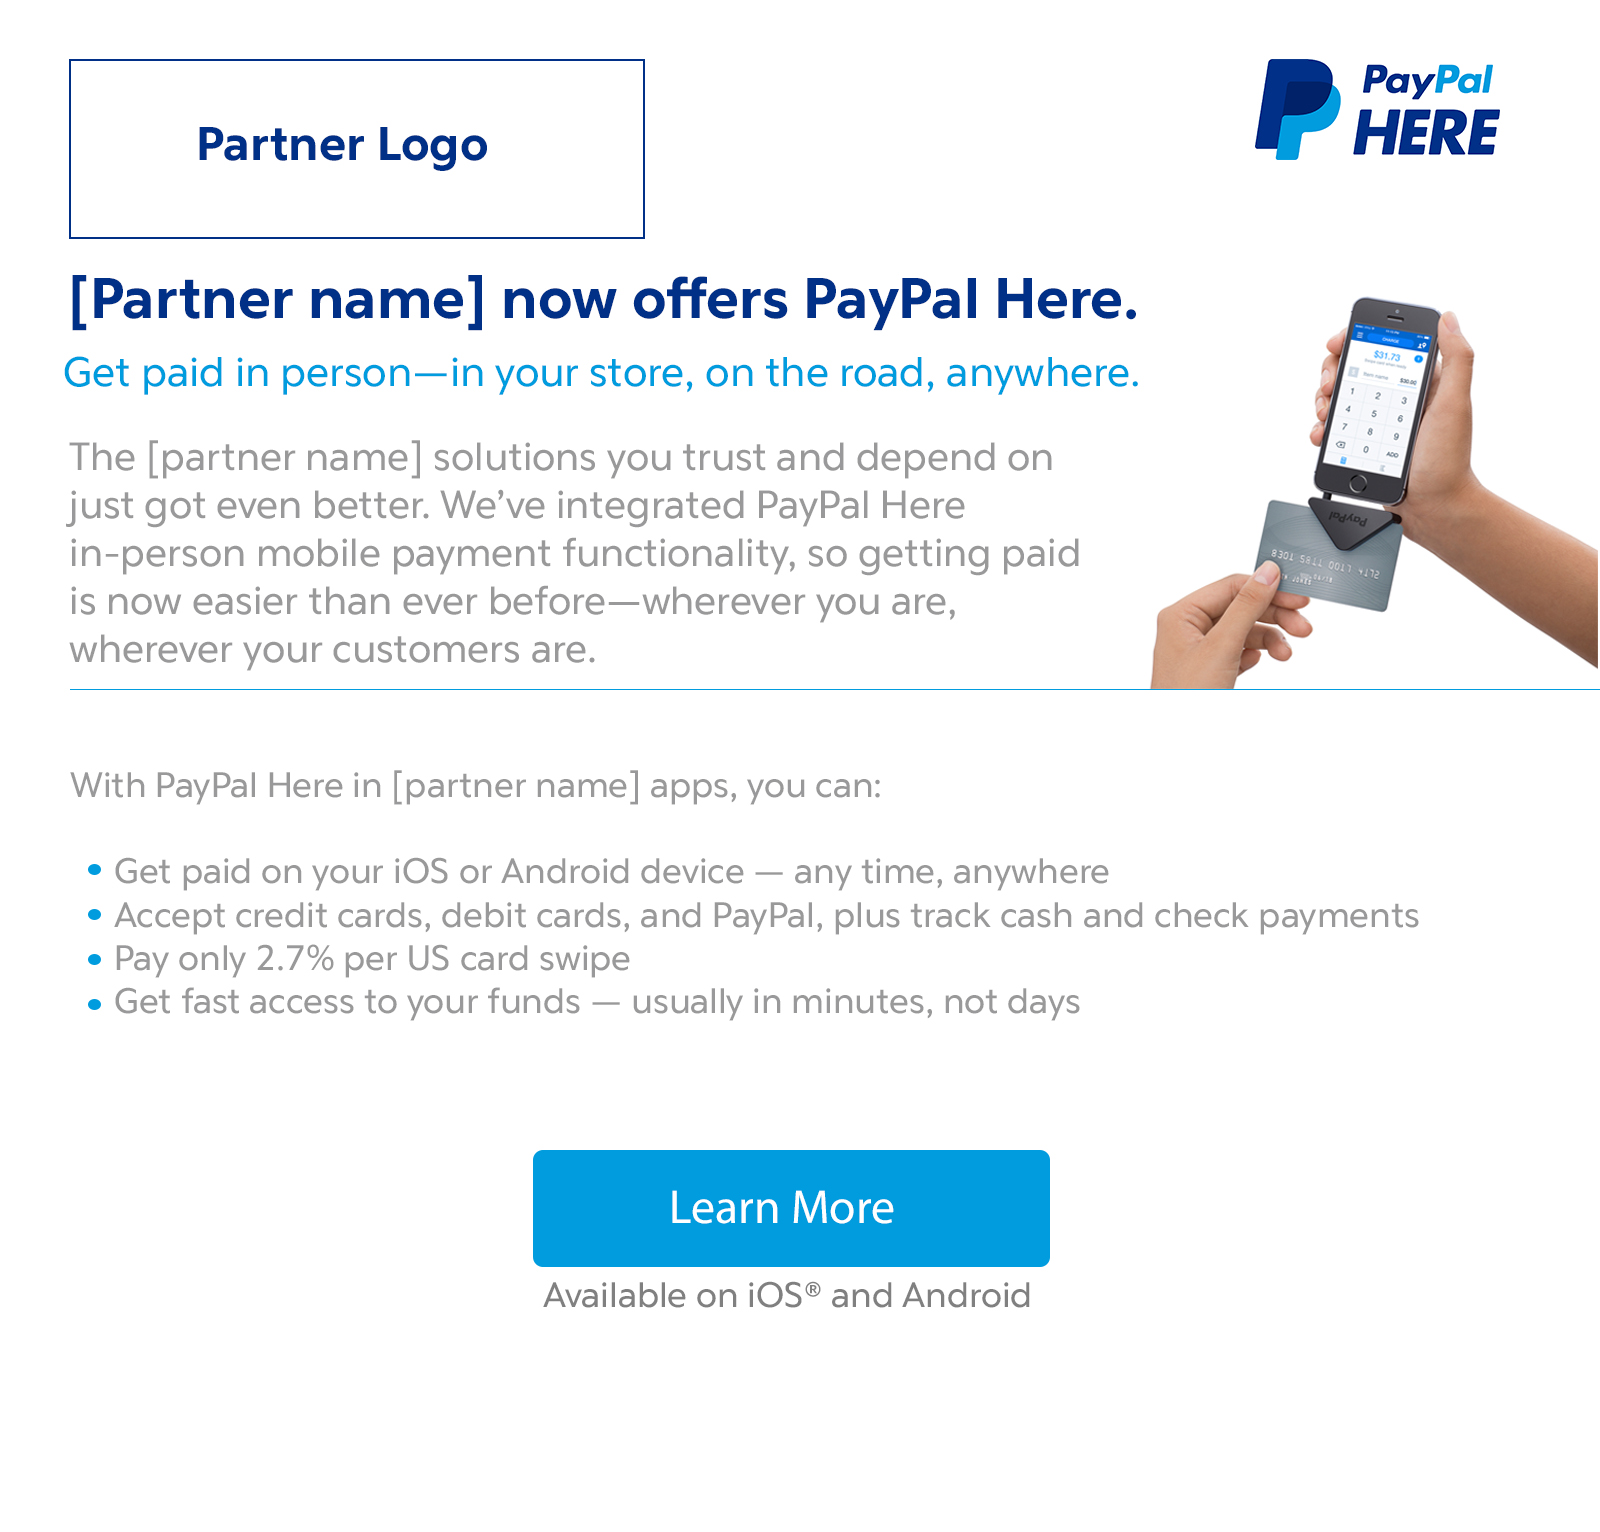 Partner Logo
PayPal
HERE
[Partner name] now offers PayPal Here.
Get paid in person—in your store, on the road, anywhere.
The [partner name] solutions you trust and depend on
just got even better. We’ve integrated PayPal Here
in-person mobile payment functionality, so getting paid
is now easier than ever before—wherever you are,
wherever your customers are.
$31.73
Item name $30.00
1 2 3
4 5 6
7 8 9
0 ADD
PayPal
With PayPal Here in [partner name] apps, you can:
• Get paid on your iOS or Android device — any time, anywhere
• Accept credit cards, debit cards, and PayPal, plus track cash and check payments
• Pay only 2.7% per US card swipe
• Get fast access to your funds — usually in minutes, not days
Learn More
Available on iOS® and Android